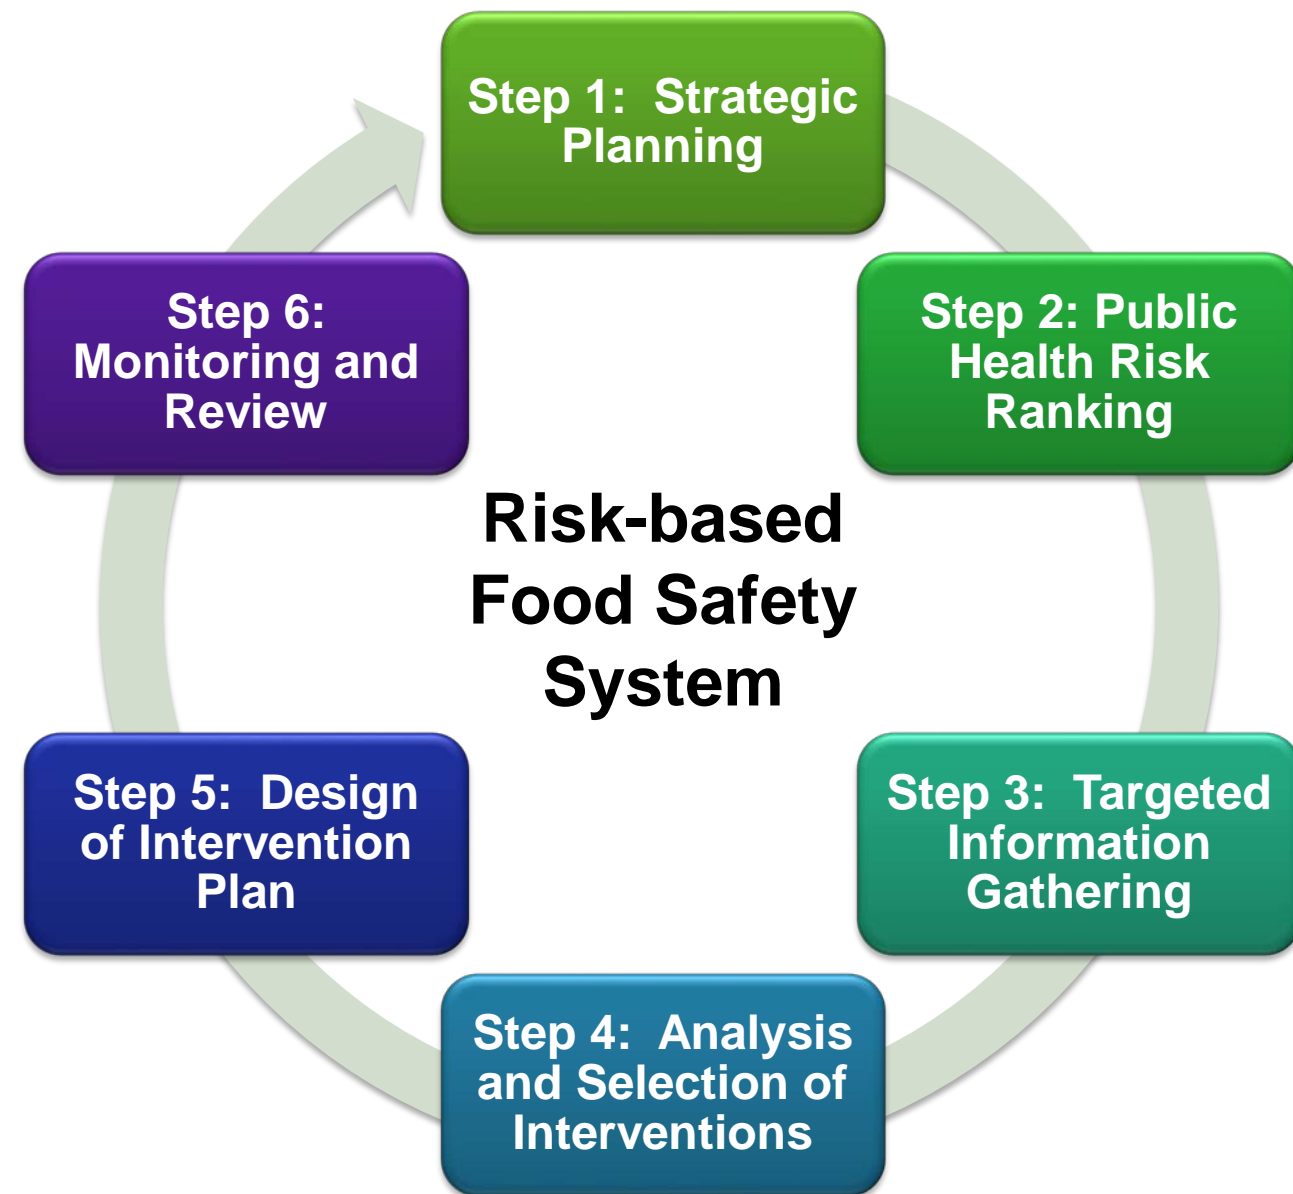 Step 1:  Strategic
Planning
Step 2: Public
Health Risk
Ranking
Step 3:  Targeted
Information
Gathering
Step 4:  Analysis
and Selection of
Interventions
Step 5:  Design
of Intervention
Plan
Step 6:
Monitoring and
Review
Risk-based
Food Safety
System